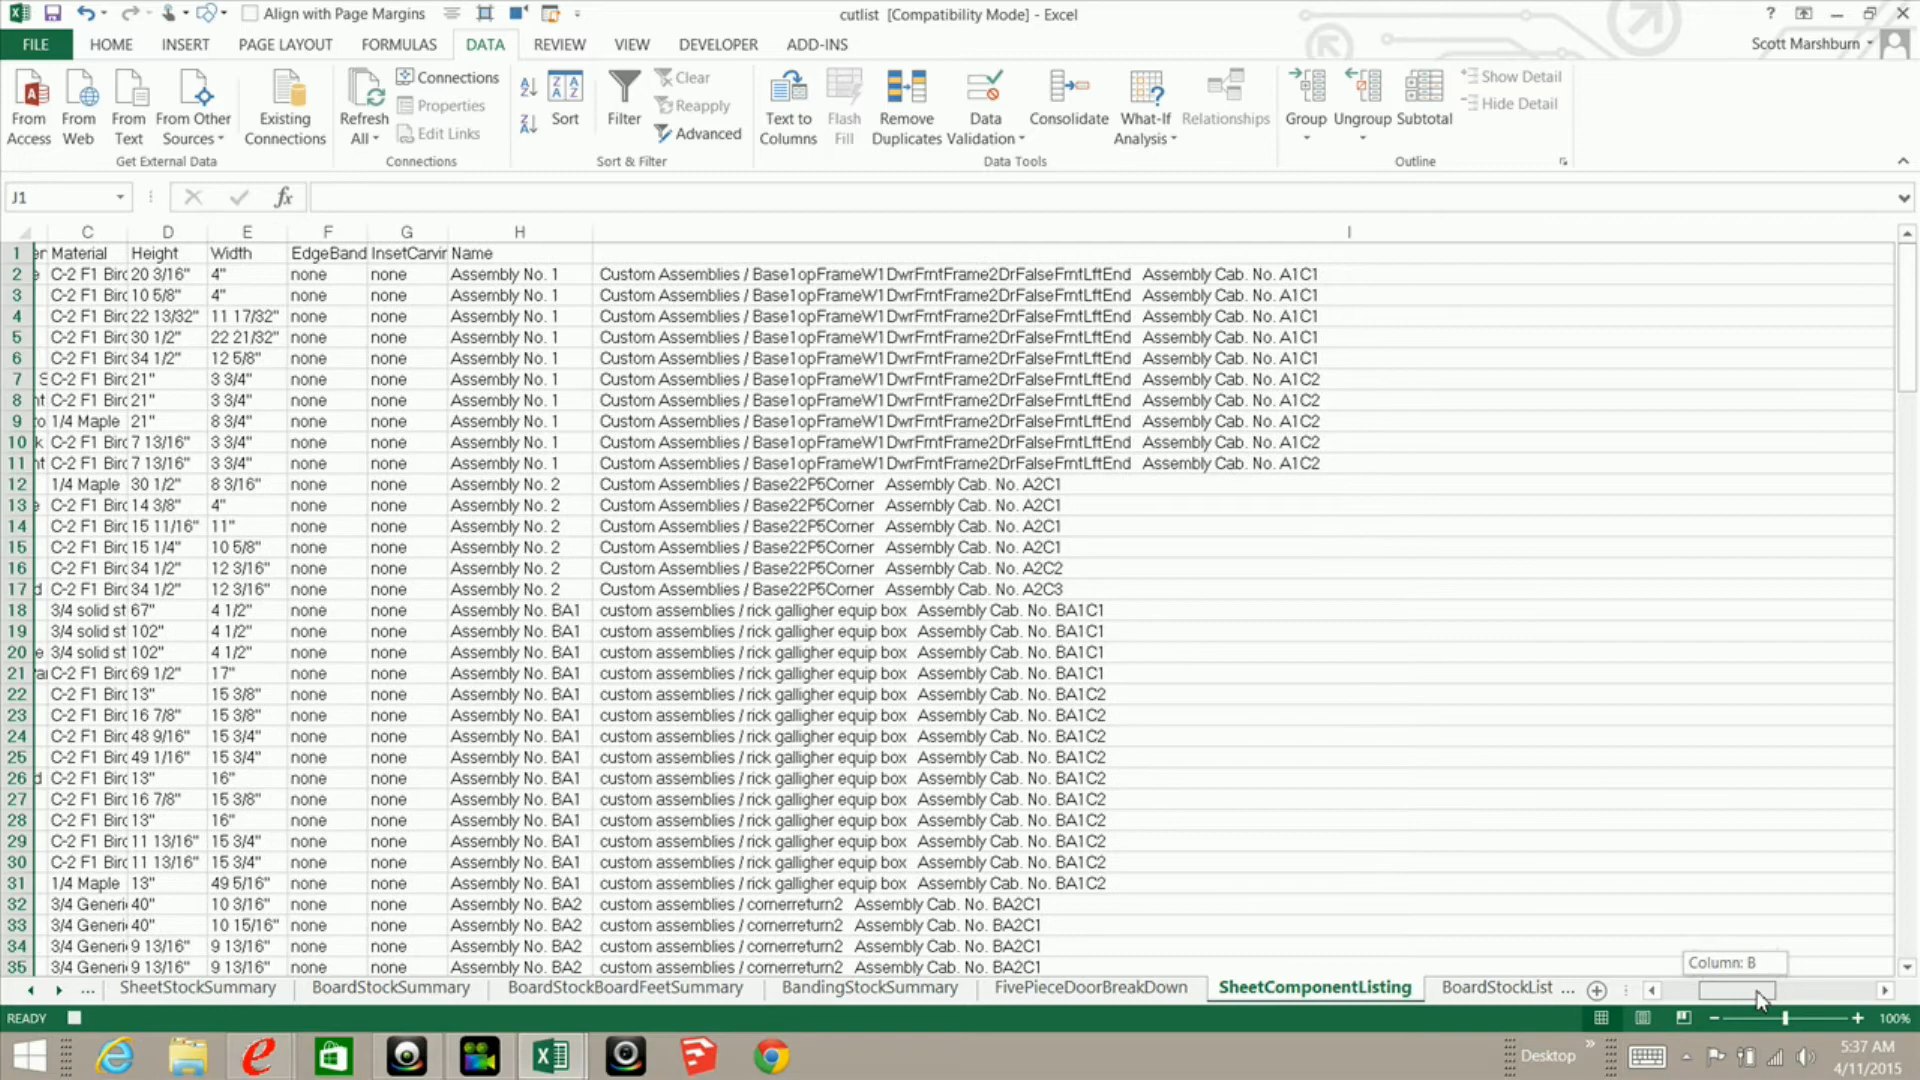 Align with Page Margins
cutlist [Compatibility Mode] - Excel
?
FILE HOME INSERT PAGE LAYOUT FORMULAS DATA REVIEW VIEW DEVELOPER ADD-INS
Scott Marshburn
From Access
From Web
From Text
From Other Sources
Existing Connections
Get External Data
Refresh All
Connections
Properties
Edit Links
Connections
Sort
Filter
Clear
Reapply
Advanced
Sort & Filter
Text to Columns
Flash Fill
Remove Duplicates
Data Validation
Consolidate
What-If Analysis
Relationships
Data Tools
Group
Ungroup
Subtotal
Show Detail
Hide Detail
Outline
J1 fx
C D E F G H I
1 Material Height Width EdgeBand InsetCarvir Name
2 C-2 F1 Birc 20 3/16" 4" none none Assembly No. 1 Custom Assemblies / Base1opFrameW1DwrFrntFrame2DrFalseFrntLftEnd Assembly Cab. No. A1C1
3 C-2 F1 Birc 10 5/8" 4" none none Assembly No. 1 Custom Assemblies / Base1opFrameW1DwrFrntFrame2DrFalseFrntLftEnd Assembly Cab. No. A1C1
4 C-2 F1 Birc 22 13/32" 11 17/32" none none Assembly No. 1 Custom Assemblies / Base1opFrameW1DwrFrntFrame2DrFalseFrntLftEnd Assembly Cab. No. A1C1
5 C-2 F1 Birc 30 1/2" 22 21/32" none none Assembly No. 1 Custom Assemblies / Base1opFrameW1DwrFrntFrame2DrFalseFrntLftEnd Assembly Cab. No. A1C1
6 C-2 F1 Birc 34 1/2" 12 5/8" none none Assembly No. 1 Custom Assemblies / Base1opFrameW1DwrFrntFrame2DrFalseFrntLftEnd Assembly Cab. No. A1C1
7 S C-2 F1 Birc 21" 3 3/4" none none Assembly No. 1 Custom Assemblies / Base1opFrameW1DwrFrntFrame2DrFalseFrntLftEnd Assembly Cab. No. A1C2
8 C-2 F1 Birc 21" 3 3/4" none none Assembly No. 1 Custom Assemblies / Base1opFrameW1DwrFrntFrame2DrFalseFrntLftEnd Assembly Cab. No. A1C2
9 1/4 Maple 21" 8 3/4" none none Assembly No. 1 Custom Assemblies / Base1opFrameW1DwrFrntFrame2DrFalseFrntLftEnd Assembly Cab. No. A1C2
10 k C-2 F1 Birc 7 13/16" 3 3/4" none none Assembly No. 1 Custom Assemblies / Base1opFrameW1DwrFrntFrame2DrFalseFrntLftEnd Assembly Cab. No. A1C2
11 C-2 F1 Birc 7 13/16" 3 3/4" none none Assembly No. 1 Custom Assemblies / Base1opFrameW1DwrFrntFrame2DrFalseFrntLftEnd Assembly Cab. No. A1C2
12 1/4 Maple 30 1/2" 8 3/16" none none Assembly No. 2 Custom Assemblies / Base22P5Corner Assembly Cab. No. A2C1
13 C-2 F1 Birc 14 3/8" 4" none none Assembly No. 2 Custom Assemblies / Base22P5Corner Assembly Cab. No. A2C1
14 C-2 F1 Birc 15 11/16" 11" none none Assembly No. 2 Custom Assemblies / Base22P5Corner Assembly Cab. No. A2C1
15 C-2 F1 Birc 15 1/4" 10 5/8" none none Assembly No. 2 Custom Assemblies / Base22P5Corner Assembly Cab. No. A2C1
16 C-2 F1 Birc 34 1/2" 12 3/16" none none Assembly No. 2 Custom Assemblies / Base22P5Corner Assembly Cab. No. A2C2
17 d C-2 F1 Birc 34 1/2" 12 3/16" none none Assembly No. 2 Custom Assemblies / Base22P5Corner Assembly Cab. No. A2C3
18 3/4 solid st 67" 4 1/2" none none Assembly No. BA1 custom assemblies / rick galligher equip box Assembly Cab. No. BA1C1
19 3/4 solid st 102" 4 1/2" none none Assembly No. BA1 custom assemblies / rick galligher equip box Assembly Cab. No. BA1C1
20 e 3/4 solid st 102" 4 1/2" none none Assembly No. BA1 custom assemblies / rick galligher equip box Assembly Cab. No. BA1C1
21 C-2 F1 Birc 69 1/2" 17" none none Assembly No. BA1 custom assemblies / rick galligher equip box Assembly Cab. No. BA1C1
22 C-2 F1 Birc 13" 15 3/8" none none Assembly No. BA1 custom assemblies / rick galligher equip box Assembly Cab. No. BA1C2
23 C-2 F1 Birc 16 7/8" 15 3/8" none none Assembly No. BA1 custom assemblies / rick galligher equip box Assembly Cab. No. BA1C2
24 C-2 F1 Birc 48 9/16" 15 3/4" none none Assembly No. BA1 custom assemblies / rick galligher equip box Assembly Cab. No. BA1C2
25 C-2 F1 Birc 49 1/16" 15 3/4" none none Assembly No. BA1 custom assemblies / rick galligher equip box Assembly Cab. No. BA1C2
26 d C-2 F1 Birc 13" 16" none none Assembly No. BA1 custom assemblies / rick galligher equip box Assembly Cab. No. BA1C2
27 C-2 F1 Birc 16 7/8" 15 3/8" none none Assembly No. BA1 custom assemblies / rick galligher equip box Assembly Cab. No. BA1C2
28 C-2 F1 Birc 13" 16" none none Assembly No. BA1 custom assemblies / rick galligher equip box Assembly Cab. No. BA1C2
29 C-2 F1 Birc 11 13/16" 15 3/4" none none Assembly No. BA1 custom assemblies / rick galligher equip box Assembly Cab. No. BA1C2
30 C-2 F1 Birc 11 13/16" 15 3/4" none none Assembly No. BA1 custom assemblies / rick galligher equip box Assembly Cab. No. BA1C2
31 1/4 Maple 13" 49 5/16" none none Assembly No. BA1 custom assemblies / rick galligher equip box Assembly Cab. No. BA1C2
32 3/4 Generi 40" 10 3/16" none none Assembly No. BA2 custom assemblies / cornerreturn2 Assembly Cab. No. BA2C1
33 3/4 Generi 40" 10 15/16" none none Assembly No. BA2 custom assemblies / cornerreturn2 Assembly Cab. No. BA2C1
34 3/4 Generi 9 13/16" 9 13/16" none none Assembly No. BA2 custom assemblies / cornerreturn2 Assembly Cab. No. BA2C1
35 3/4 Generi 9 13/16" 9 13/16" none none Assembly No. BA2 custom assemblies / cornerreturn2 Assembly Cab. No. BA2C1
Column: B
... SheetStockSummary BoardStockSummary BoardStockBoardFeetSummary BandingStockSummary FivePieceDoorBreakDown SheetComponentListing BoardStockList ...
READY
100%
Desktop
5:37 AM
4/11/2015